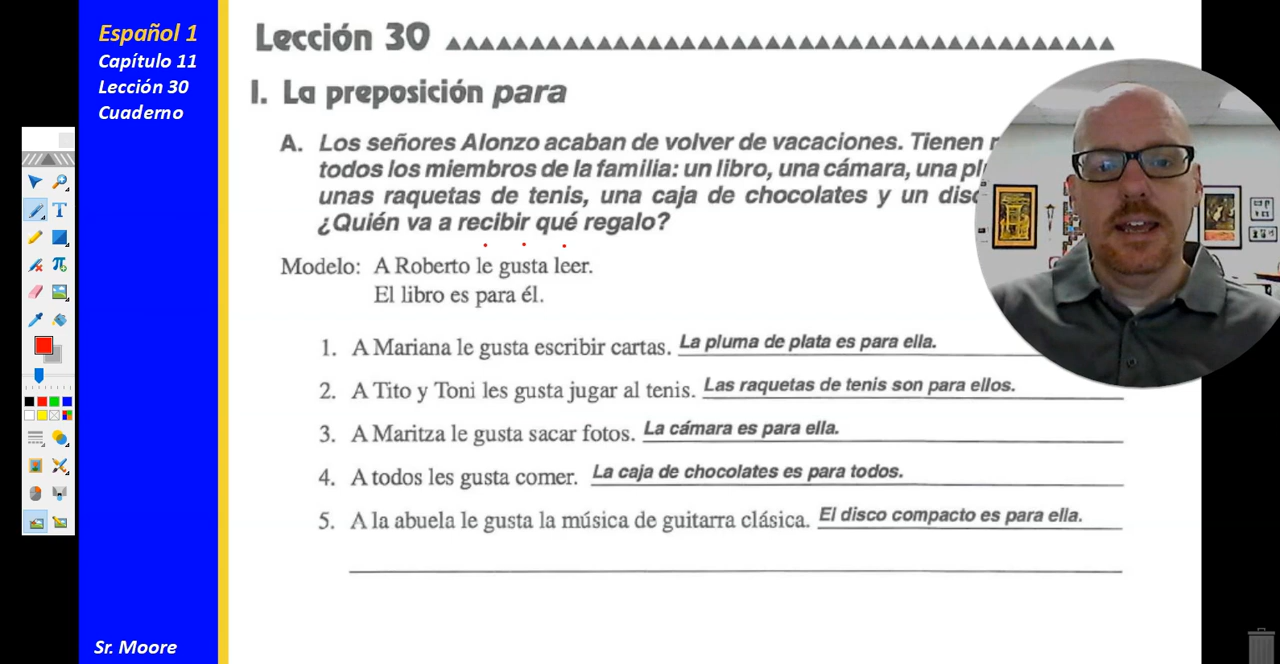 Español 1
Capítulo 11
Lección 30
Cuaderno
Lección 30
I. La preposición para
A. Los señores Alonzo acaban de volver de vacaciones. Tienen
todos los miembros de la familia: un libro, una cámara, una
unas raquetas de tenis, una caja de chocolates y un
¿Quién va a recibir qué regalo?
Modelo: A Roberto le gusta leer.
El libro es para él.
1. A Mariana le gusta escribir cartas. La pluma de plata es para ella.
2. A Tito y Toni les gusta jugar al tenis. Las raquetas de tenis son para ellos.
3. A Maritza le gusta sacar fotos. La cámara es para ella.
4. A todos les gusta comer. La caja de chocolates es para todos.
5. A la abuela le gusta la música de guitarra clásica. El disco compacto es para ella.
Sr. Moore